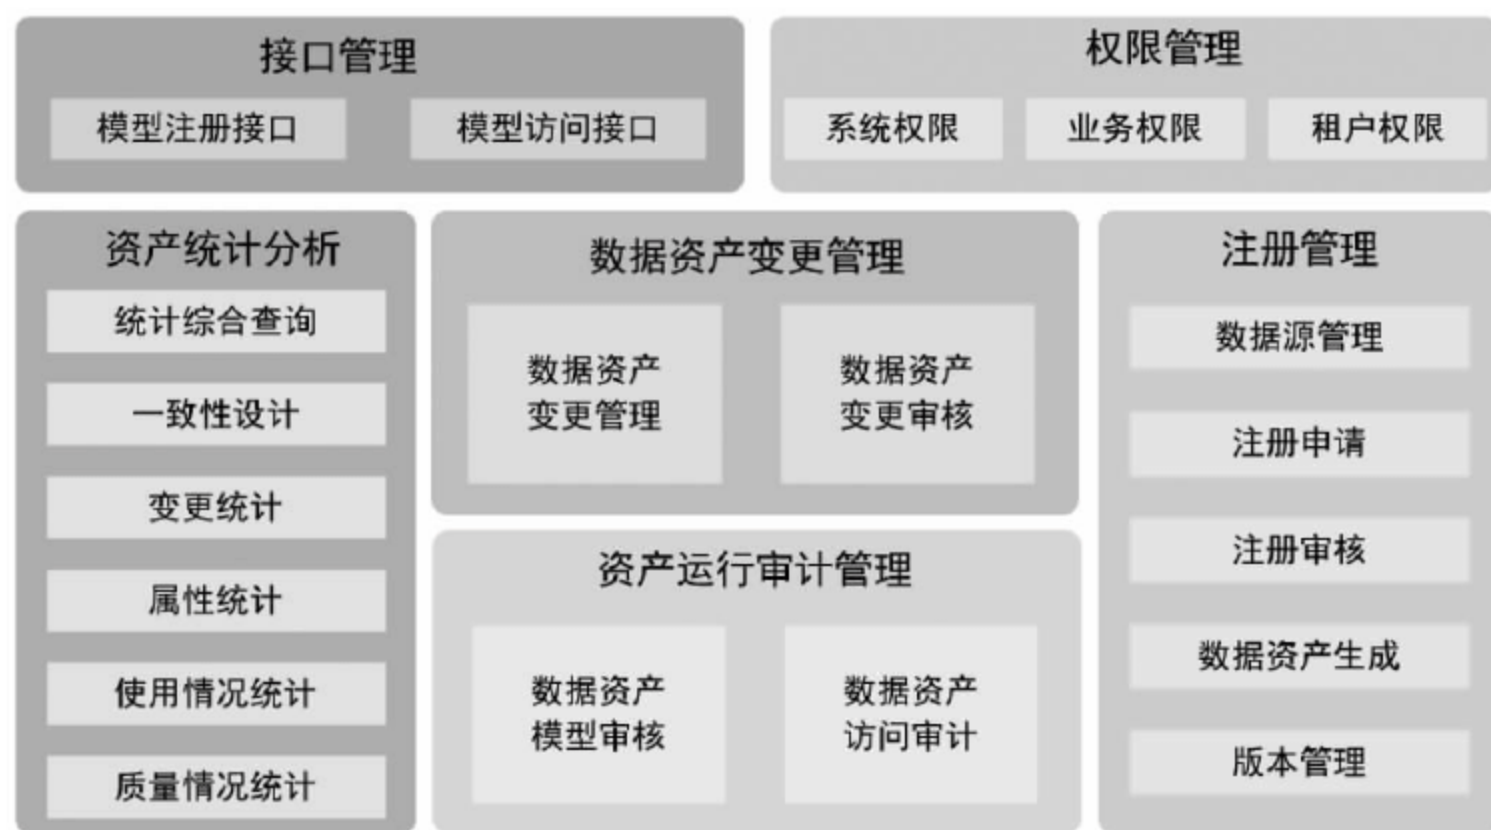 接口管理
模型注册接口
模型访问接口
权限管理
系统权限
业务权限
租户权限
资产统计分析
统计综合查询
一致性设计
变更统计
属性统计
使用情况统计
质量情况统计
数据资产变更管理
数据资产
变更管理
数据资产
变更审核
资产运行审计管理
数据资产
模型审核
数据资产
访问审计
注册管理
数据源管理
注册申请
注册审核
数据资产生成
版本管理